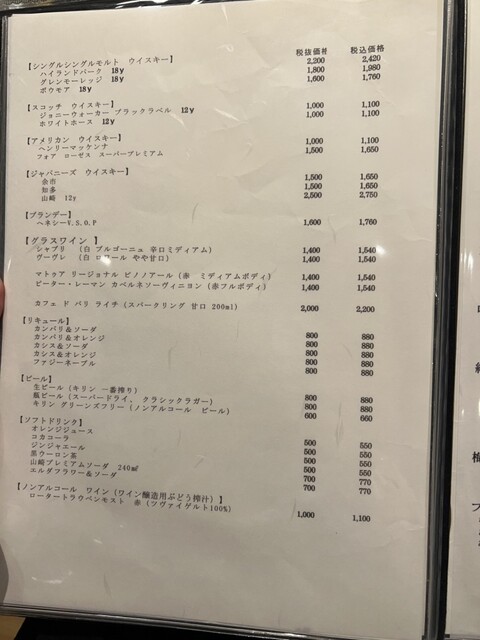 税抜価格 税込価格
【シングルシングルモルト ウイスキー】
ハイランドパーク 18y 2,200 2,420
グレンモーレッジ 18y 1,800 1,980
ボウモア 18y 1,600 1,760
【スコッチ ウイスキー】
ジョニーウォーカー ブラックラベル 12y 1,000 1,100
ホワイトホース 12y 1,000 1,100
【アメリカン ウイスキー】
ヘンリーマッケンナ 1,000 1,100
フォア ローゼス スーパープレミアム 1,500 1,650
【ジャパニーズ ウイスキー】
余市 1,500 1,650
知多 1,500 1,650
山崎 12y 2,500 2,750
【ブランデー】
ヘネシーV.S.O.P 1,600 1,760
【グラスワイン 】
シャブリ (白 ブルゴーニュ 辛口ミディアム) 1,400 1,540
ヴーヴレ (白 ロワール やや甘口) 1,400 1,540
マトゥア リージョナル ピノノアール(赤 ミディアムボディ) 1,400 1,540
ピーター・レーマン カベルネソーヴィニヨン(赤フルボディ) 1,400 1,540
カフェ ド パリ ライチ(スパークリング 甘口 200ml) 2,000 2,200
【リキュール】
カンパリ&ソーダ 800 880
カンパリ&オレンジ 800 880
カシス&ソーダ 800 880
カシス&オレンジ 800 880
ファジーネーブル 800 880
【ビール】
生ビール(キリン 一番搾り) 800 880
瓶ビール(スーパードライ、 クラシックラガー) 800 880
キリン グリーンズフリー(ノンアルコール ビール) 600 660
【ソフトドリンク】
オレンジジュース 500 550
コカコーラ 500 550
ジンジャエール 500 550
黒ウーロン茶 500 550
山崎プレミアムソーダ 240㎖ 700 770
エルダフラワー&ソーダ 700 770
【ノンアルコール ワイン(ワイン醸造用ぶどう搾汁)】
ロータートラウベンモスト 赤(ツヴァイゲルト100%) 1,000 1,100